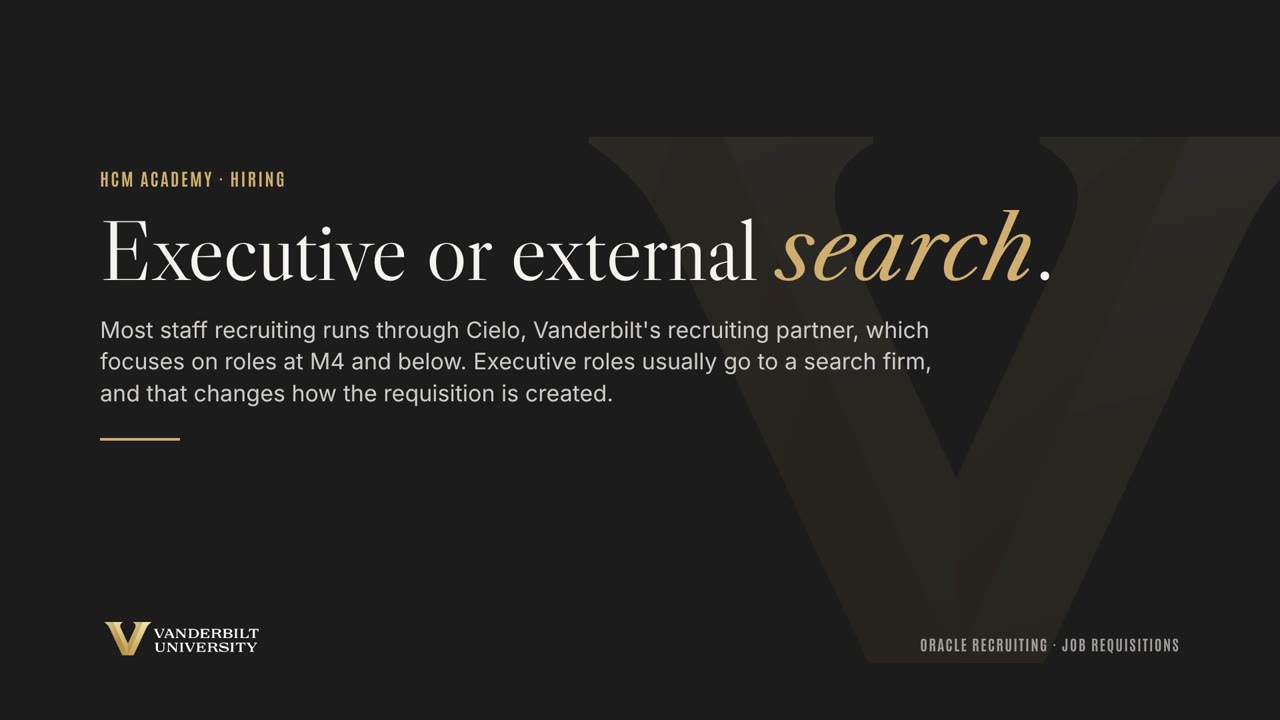 HCM ACADEMY · HIRING
Executive or external search.
Most staff recruiting runs through Cielo, Vanderbilt's recruiting partner, which
focuses on roles at M4 and below. Executive roles usually go to a search firm,
and that changes how the requisition is created.
VANDERBILT
UNIVERSITY
ORACLE RECRUITING · JOB REQUISITIONS